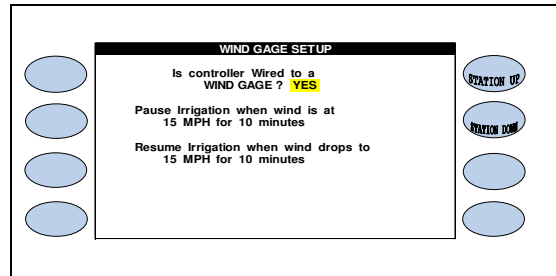 WIND GAGE SETUP
Is controller Wired to a
WIND GAGE ? YES
Pause Irrigation when wind is at
15 MPH for 10 minutes
Resume Irrigation when wind drops to
15 MPH for 10 minutes
STATION UP
STATION DOWN